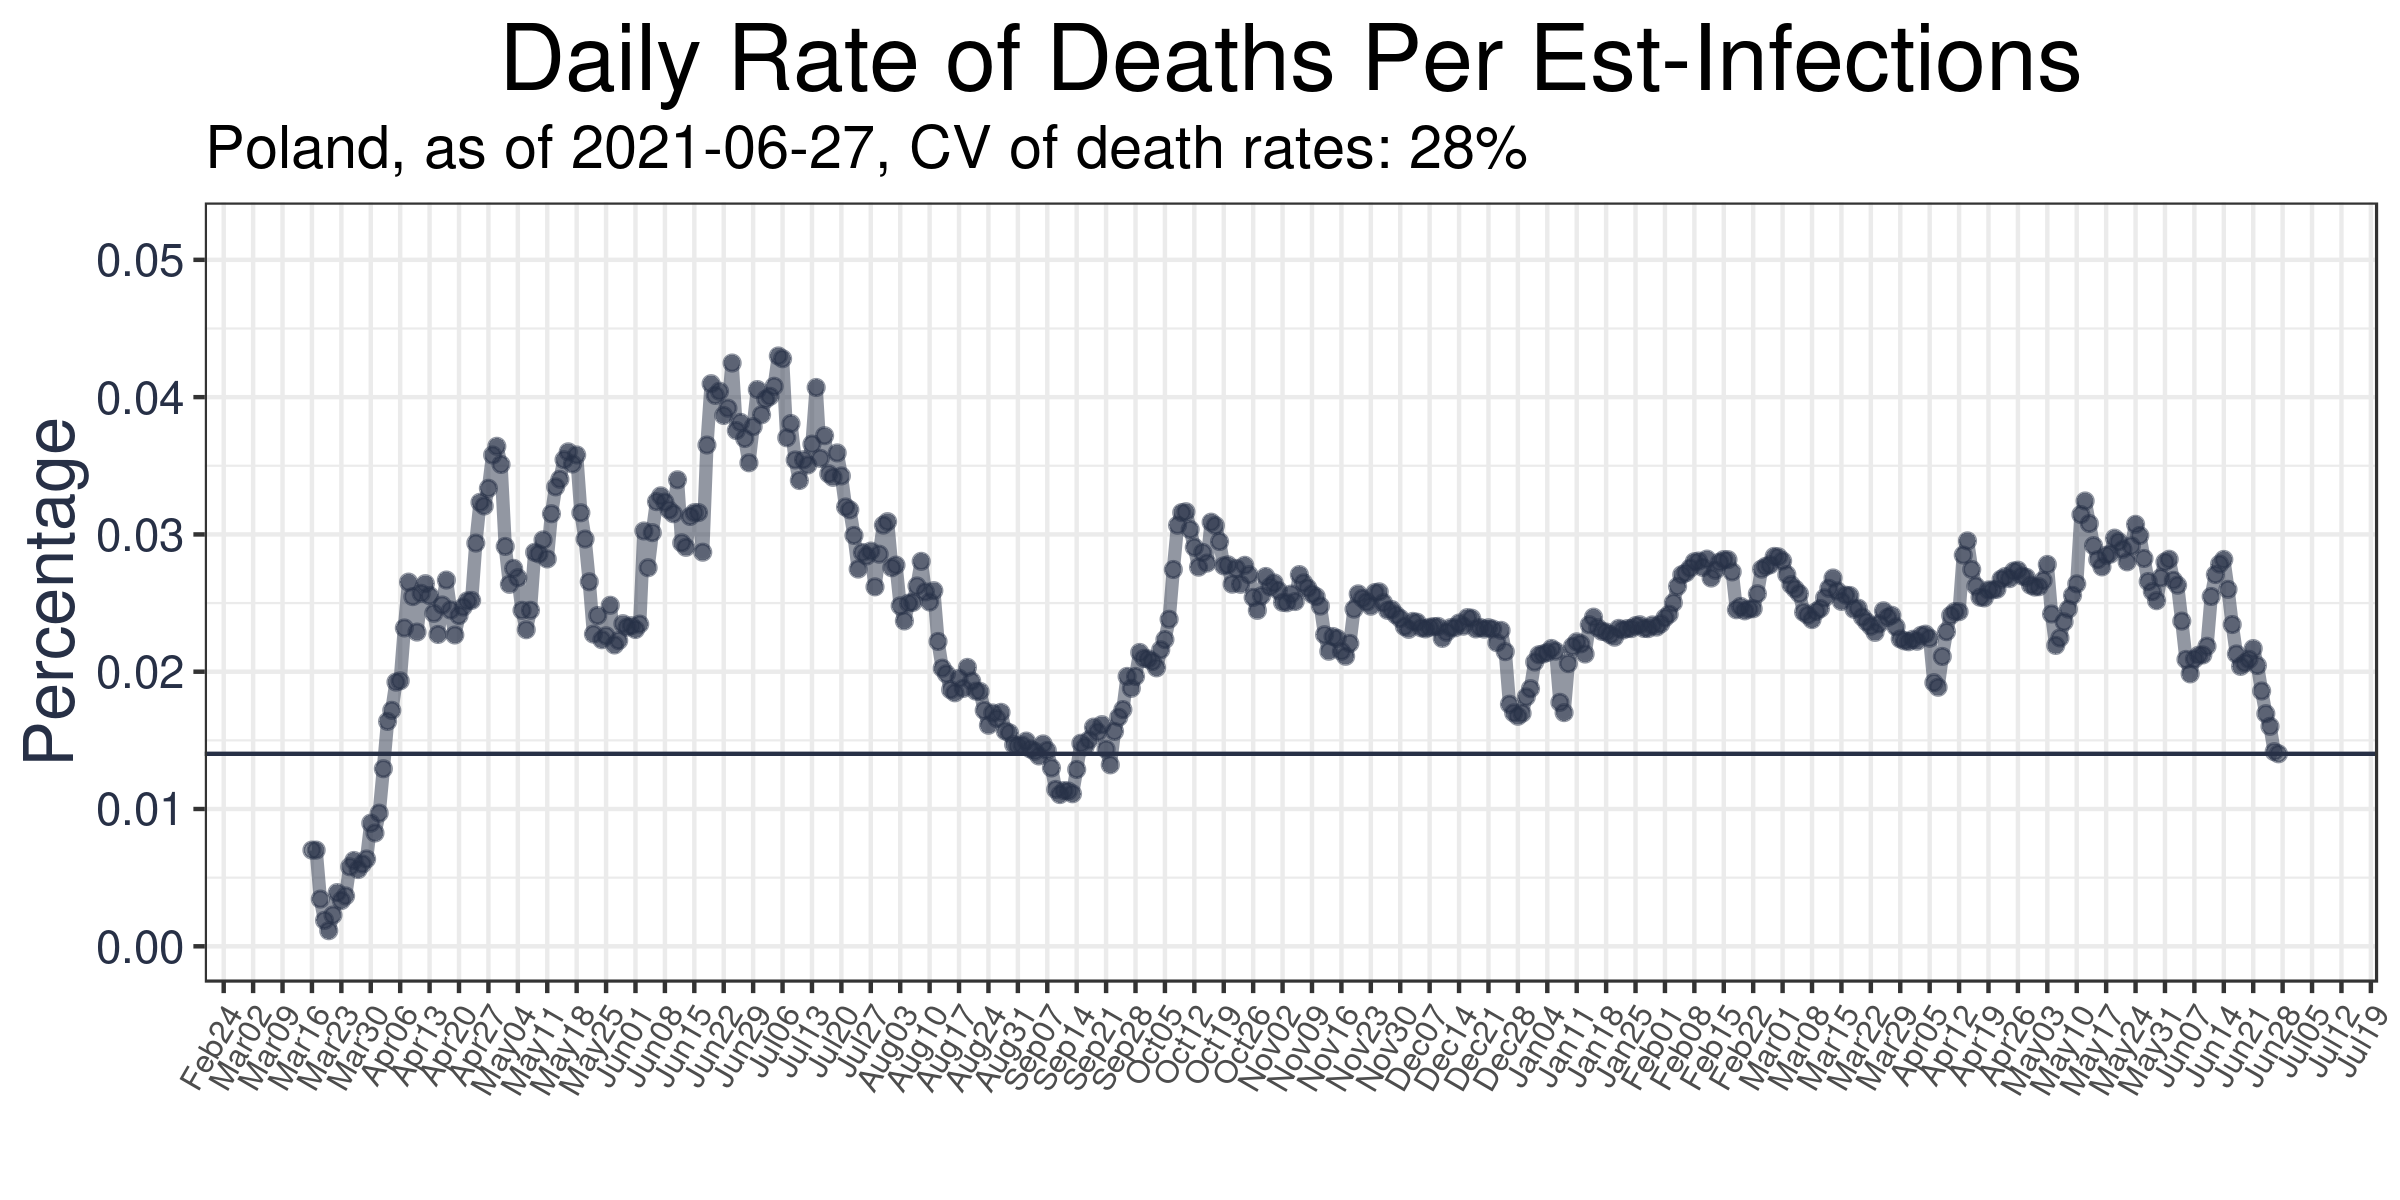 Daily Rate of Deaths Per Est-Infections
Poland, as of 2021-06-27, CV of death rates: 28%
Percentage
0.05
0.04
0.03
0.02
0.01
0.00
Feb24 Mar02 Mar09 Mar16 Mar23 Mar30 Apr06 Apr13 Apr20 Apr27 May04 May11 May18 May25 Jun01 Jun08 Jun15 Jun22 Jun29 Jul06 Jul13 Jul20 Jul27 Aug03 Aug10 Aug17 Aug24 Aug31 Sep07 Sep14 Sep21 Sep28 Oct05 Oct12 Oct19 Oct26 Nov02 Nov09 Nov16 Nov23 Nov30 Dec07 Dec14 Dec21 Dec28 Jan04 Jan11 Jan18 Jan25 Feb01 Feb08 Feb15 Feb22 Mar01 Mar08 Mar15 Mar22 Mar29 Apr05 Apr12 Apr19 Apr26 May03 May10 May17 May24 May31 Jun07 Jun14 Jun21 Jun28 Jul05 Jul12 Jul19